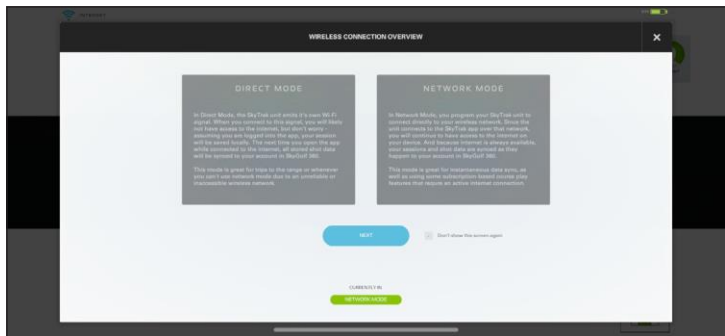 WIRELESS CONNECTION OVERVIEW
DIRECT MODE
In Direct Mode, the SkyTrak unit emits it's own Wi-Fi
signal. When you connect to this signal, you will likely
not have access to the internet, but don't worry -
assuming you are logged into the app, your session
will be saved locally. The next time you open the app
while connected to the internet, all stored shot data
will be synced to your account in SkyGolf 360.
This mode is great for trips to the range or wherever
you can't use network mode due to an unreliable or
inaccessible wireless network.
NETWORK MODE
In Network Mode, you program your SkyTrak unit to
connect directly to your wireless network. Since the
unit connects to the SkyTrak app over that network,
you will continue to have access to the internet on
your device. And because internet is always available,
your sessions and shot data are synced as they
happen to your account in SkyGolf 360.
This mode is great for instantaneous data sync, as
well as using some subscription-based course play
features that require an active internet connection.
NEXT
Don't show this screen again
CURRENTLY IN
NETWORK MODE